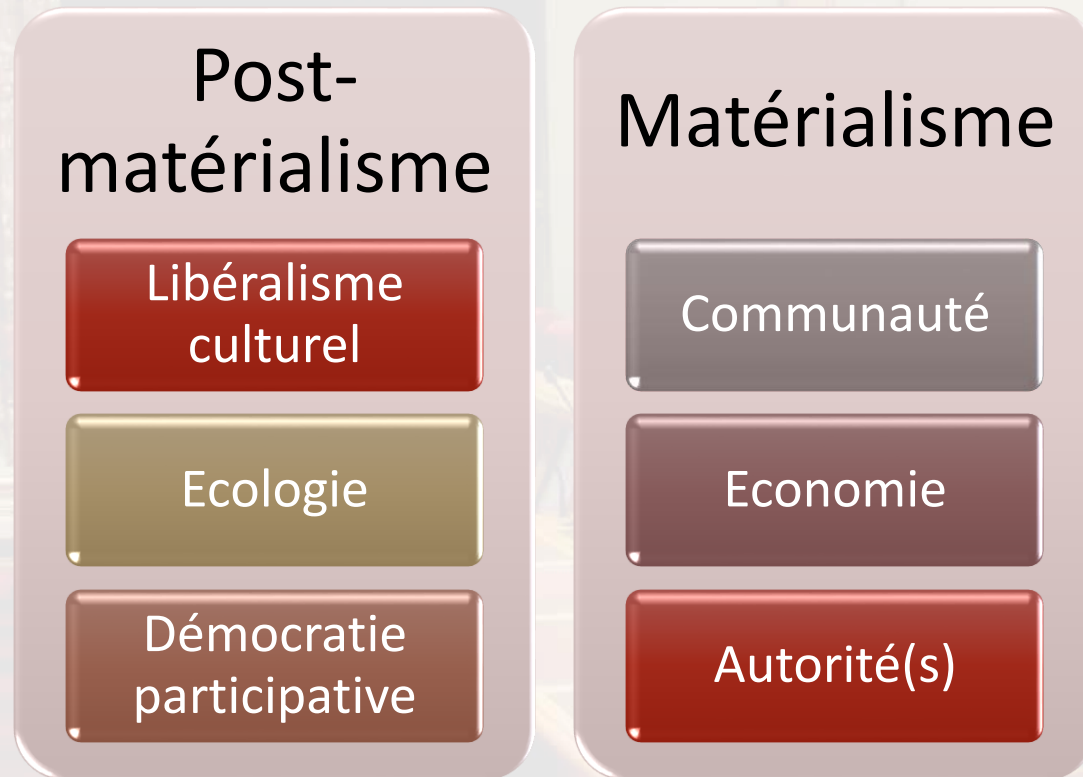 Post-
matérialisme
Libéralisme
culturel
Ecologie
Démocratie
participative
Matérialisme
Communauté
Economie
Autorité(s)